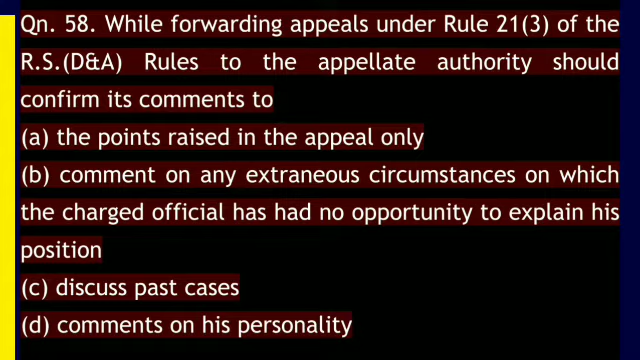 Qn. 58. While forwarding appeals under Rule 21(3) of the
R.S.(D&A) Rules to the appellate authority should
confirm its comments to
(a) the points raised in the appeal only
(b) comment on any extraneous circumstances on which
the charged official has had no opportunity to explain his
position
(c) discuss past cases
(d) comments on his personality